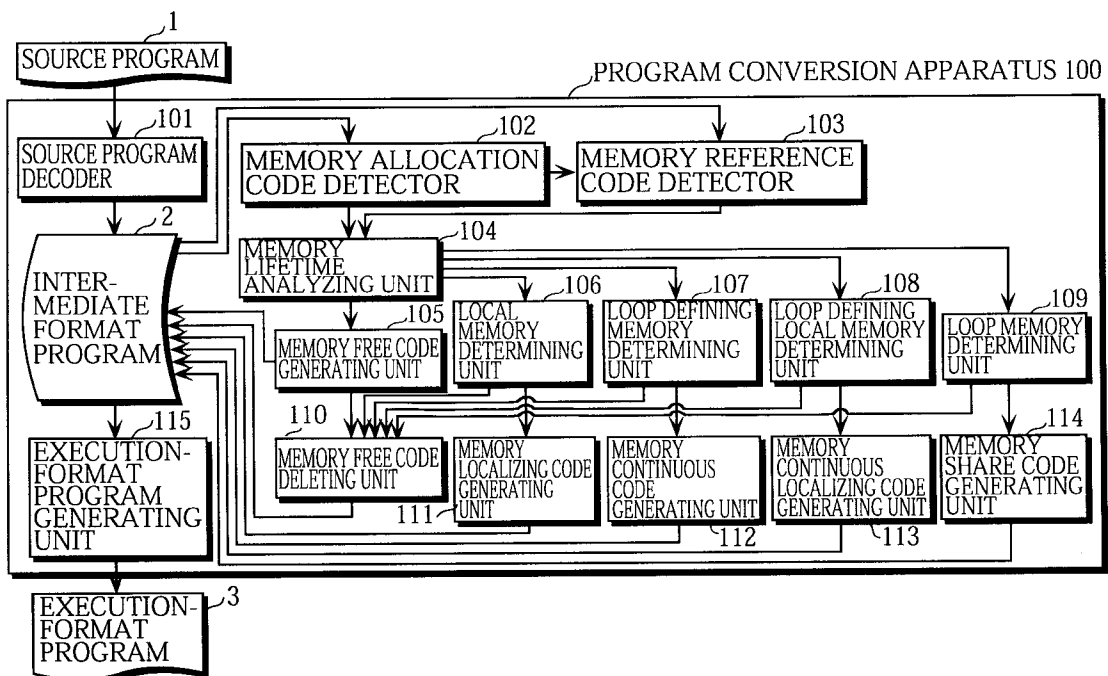 1
SOURCE PROGRAM
PROGRAM CONVERSION APPARATUS 100
101
SOURCE PROGRAM
DECODER
102
MEMORY ALLOCATION
CODE DETECTOR
103
MEMORY REFERENCE
CODE DETECTOR
2
INTER-
MEDIATE
FORMAT
PROGRAM
104
MEMORY
LIFETIME
ANALYZING UNIT
105
MEMORY FREE CODE
GENERATING UNIT
106
LOCAL
MEMORY
DETERMINING
UNIT
107
LOOP DEFINING
MEMORY
DETERMINING
UNIT
108
LOOP DEFINING
LOCAL MEMORY
DETERMINING
UNIT
109
LOOP MEMORY
DETERMINING
UNIT
110
MEMORY FREE CODE
DELETING UNIT
MEMORY
LOCALIZING CODE
GENERATING
UNIT
111
MEMORY
CONTINUOUS
CODE
GENERATING UNIT
112
MEMORY
CONTINUOUS
LOCALIZING CODE
GENERATING UNIT
113
114
MEMORY
SHARE CODE
GENERATING
UNIT
115
EXECUTION-
FORMAT
PROGRAM
GENERATING
UNIT
3
EXECUTION-
FORMAT
PROGRAM